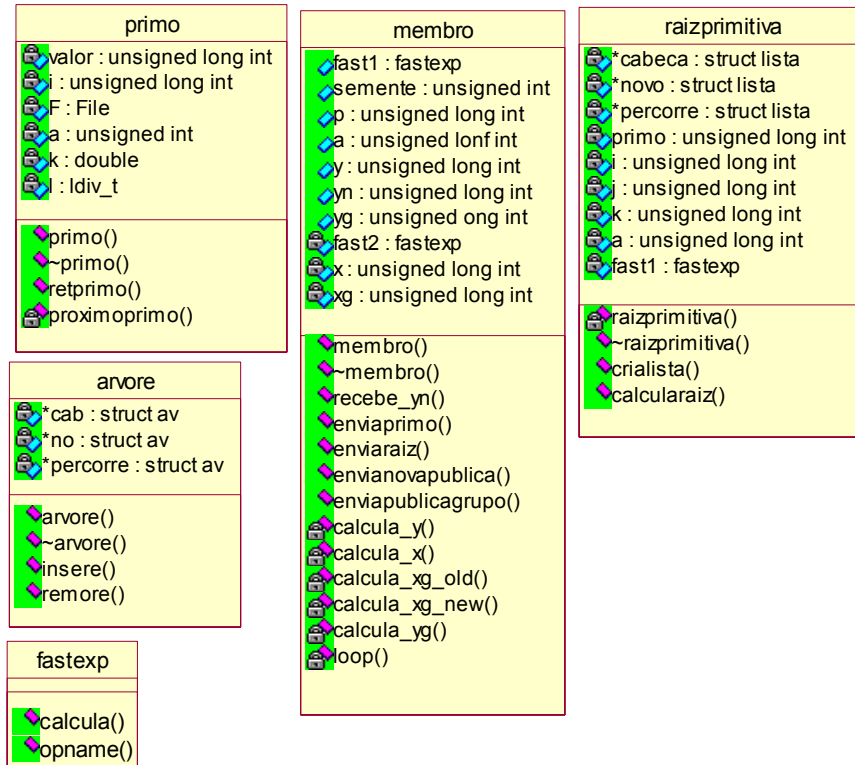 primo
valor : unsigned long int
i : unsigned long int
F : File
a : unsigned int
k : double
l : ldiv_t
primo()
~primo()
retprimo()
proximoprimo()
membro
fast1 : fastexp
semente : unsigned int
p : unsigned long int
a : unsigned lonf int
y : unsigned long int
yn : unsigned long int
yg : unsigned ong int
fast2 : fastexp
x : unsigned long int
xg : unsigned long int
membro()
~membro()
recebe_yn()
enviaprimo()
enviaraiz()
envianovapublica()
enviapublicagrupo()
calcula_y()
calcula_x()
calcula_xg_old()
calcula_xg_new()
calcula_yg()
loop()
raizprimitiva
*cabeca : struct lista
*novo : struct lista
*percorre : struct lista
primo : unsigned long int
i : unsigned long int
j : unsigned long int
k : unsigned long int
a : unsigned long int
fast1 : fastexp
raizprimitiva()
~raizprimitiva()
crialista()
calcularaiz()
arvore
*cab : struct av
*no : struct av
*percorre : struct av
arvore()
~arvore()
insere()
remore()
fastexp
calcula()
opname()